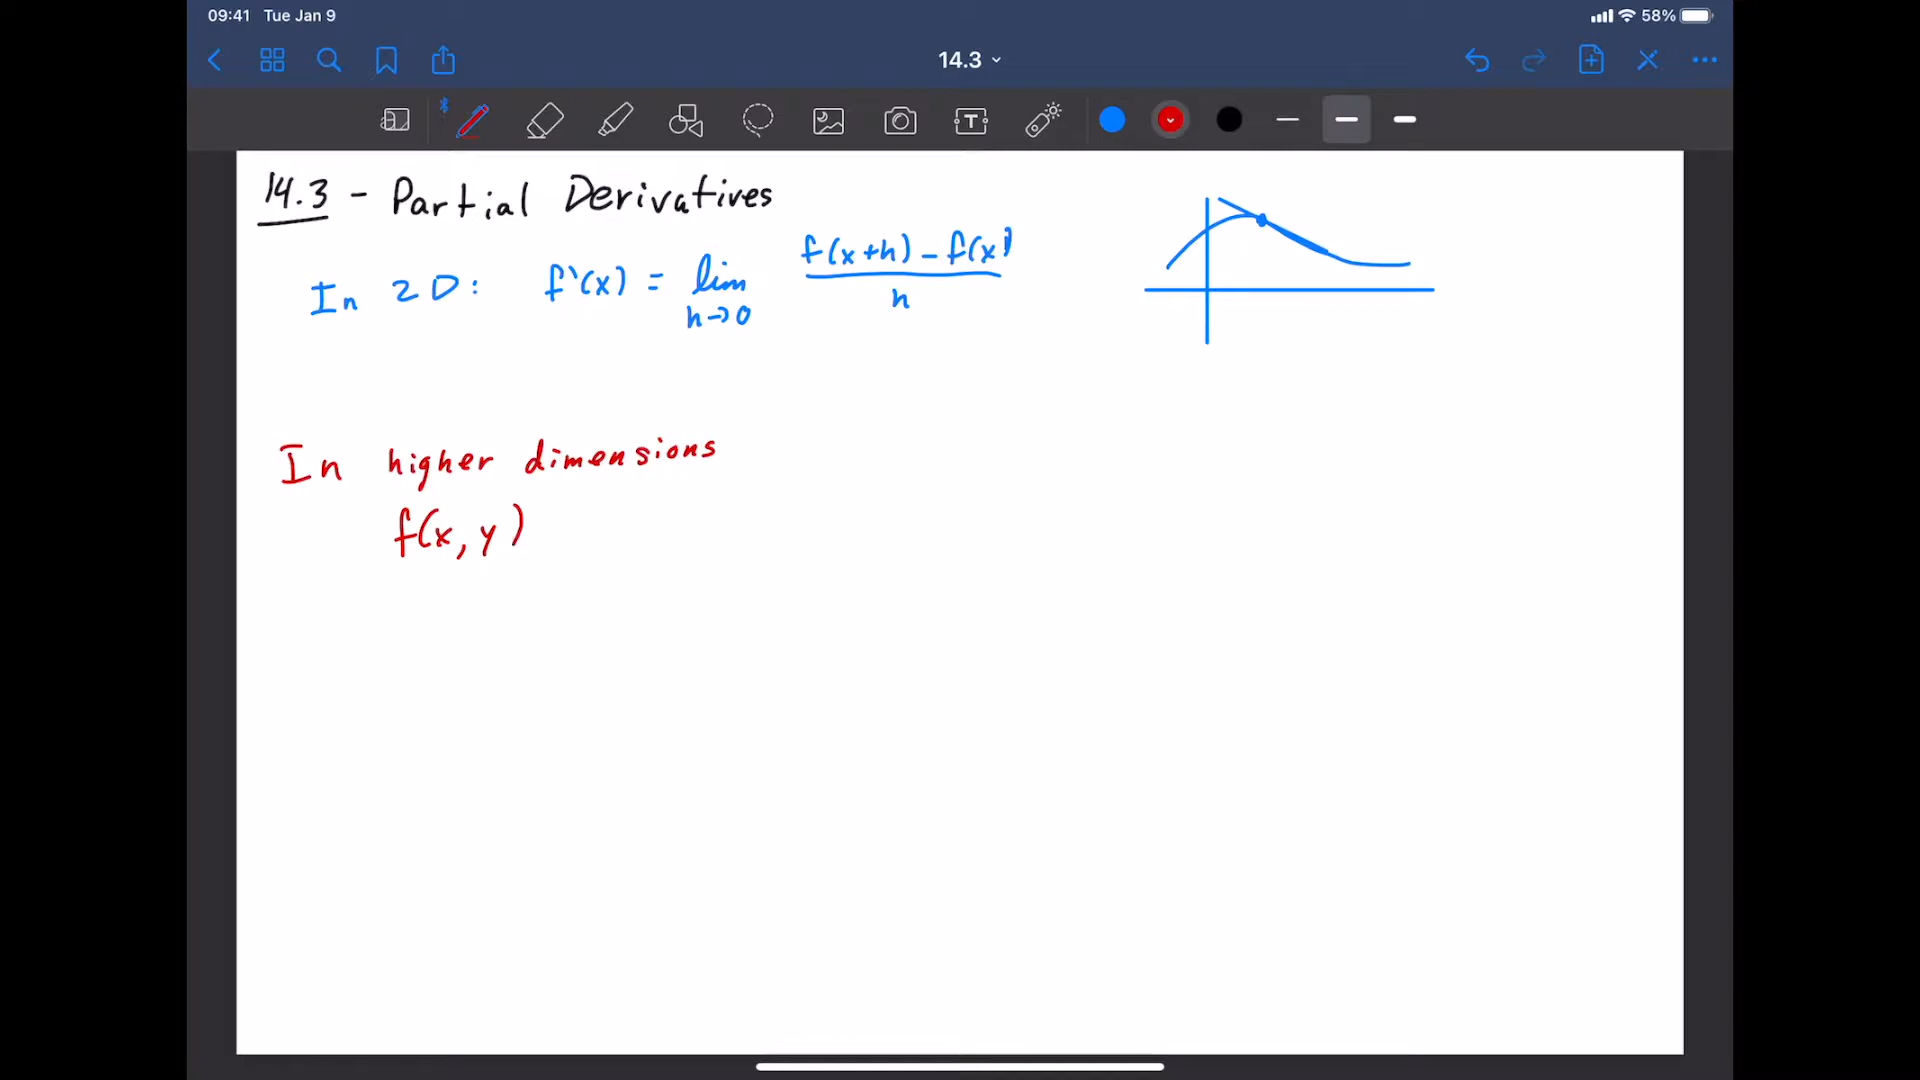 09:41 Tue Jan 9
58%
14.3
14.3 - Partial Derivatives
In 2D: f'(x) = lim h→0 f(x+h) - f(x) / h
In higher dimensions
f(x, y)